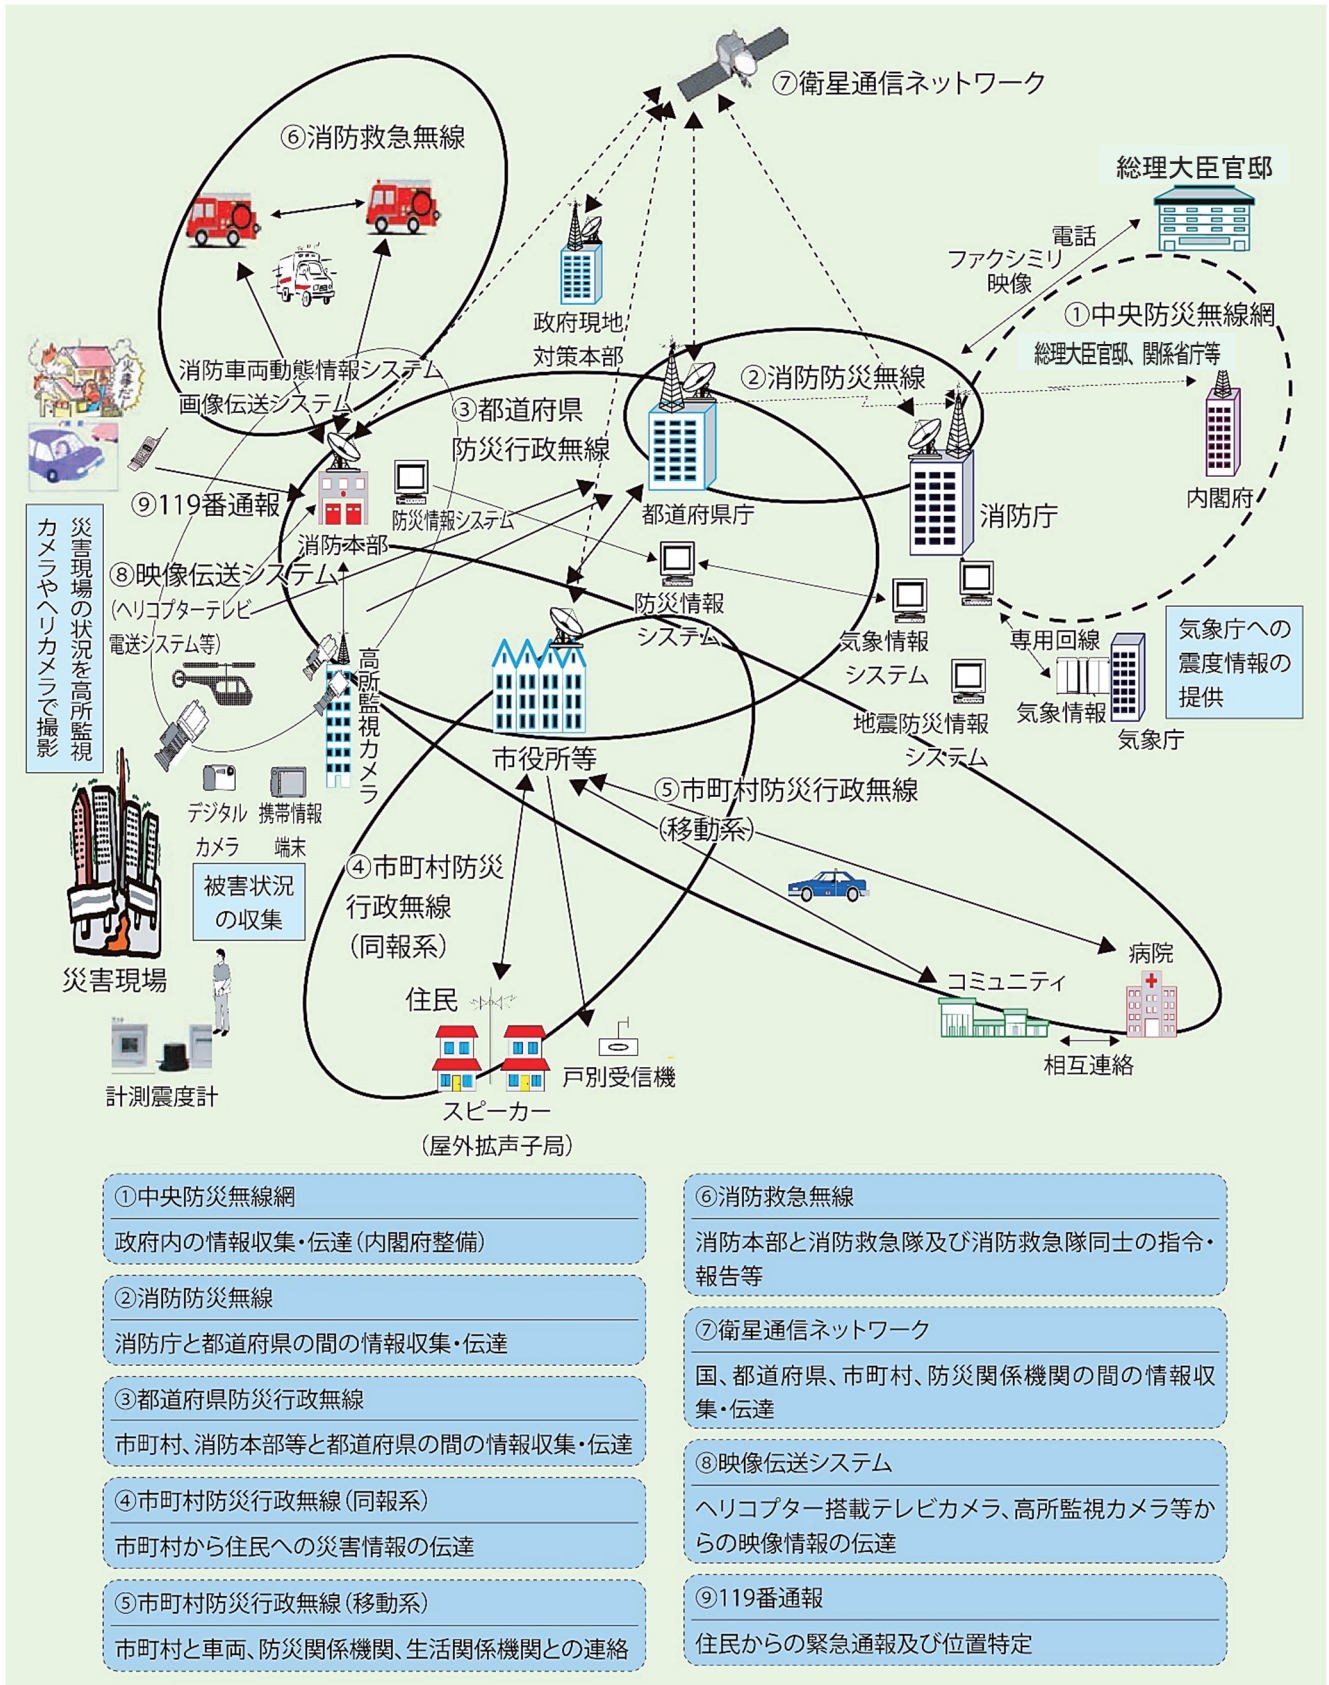 ⑦衛星通信ネットワーク
⑥消防救急無線
総理大臣官邸
電話
ファクシミリ
映像
政府現地
対策本部
①中央防災無線網
総理大臣官邸、関係省庁等
②消防防災無線
内閣府
消防車両動態情報システム
画像伝送システム
火事だ
③都道府県
防災行政無線
都道府県庁
消防庁
⑨119番通報
防災情報システム
消防本部
災害現場の状況を高所監視
カメラやヘリカメラで撮影
⑧映像伝送システム
(ヘリコプターテレビ
電送システム等)
高所監視カメラ
防災情報
システム
気象情報
システム
専用回線
気象情報
気象庁
気象庁への
震度情報の
提供
地震防災情報
システム
市役所等
デジタル
カメラ
携帯情報
端末
被害状況
の収集
災害現場
計測震度計
④市町村防災
行政無線
(同報系)
⑤市町村防災行政無線
(移動系)
住民
スピーカー
(屋外拡声子局)
戸別受信機
コミュニティ
病院
相互連絡
①中央防災無線網
政府内の情報収集・伝達(内閣府整備)
②消防防災無線
消防庁と都道府県の間の情報収集・伝達
③都道府県防災行政無線
市町村、消防本部等と都道府県の間の情報収集・伝達
④市町村防災行政無線(同報系)
市町村から住民への災害情報の伝達
⑤市町村防災行政無線(移動系)
市町村と車両、防災関係機関、生活関係機関との連絡
⑥消防救急無線
消防本部と消防救急隊及び消防救急隊同士の指令・
報告等
⑦衛星通信ネットワーク
国、都道府県、市町村、防災関係機関の間の情報収
集・伝達
⑧映像伝送システム
ヘリコプター搭載テレビカメラ、高所監視カメラ等か
らの映像情報の伝達
⑨119番通報
住民からの緊急通報及び位置特定